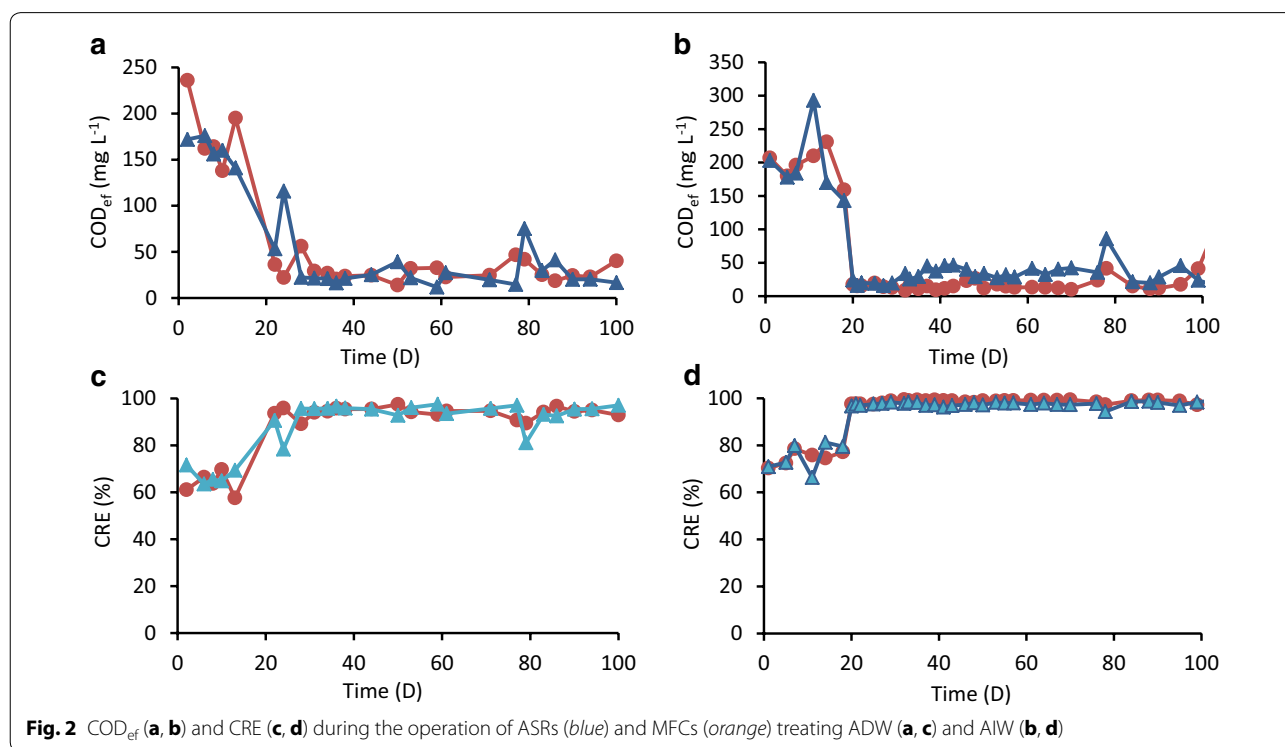 a
250
200
150
100
50
0
COD_ef (mg L^-1)
0 20 40 60 80 100
Time (D)
b
350
300
250
200
150
100
50
0
COD_ef (mg L^-1)
0 20 40 60 80 100
Time (D)
c
100
80
60
40
20
0
CRE (%)
0 20 40 60 80 100
Time (D)
d
100
80
60
40
20
0
CRE (%)
0 20 40 60 80 100
Time (D)
Fig. 2 COD_ef (a, b) and CRE (c, d) during the operation of ASRs (blue) and MFCs (orange) treating ADW (a, c) and AIW (b, d)